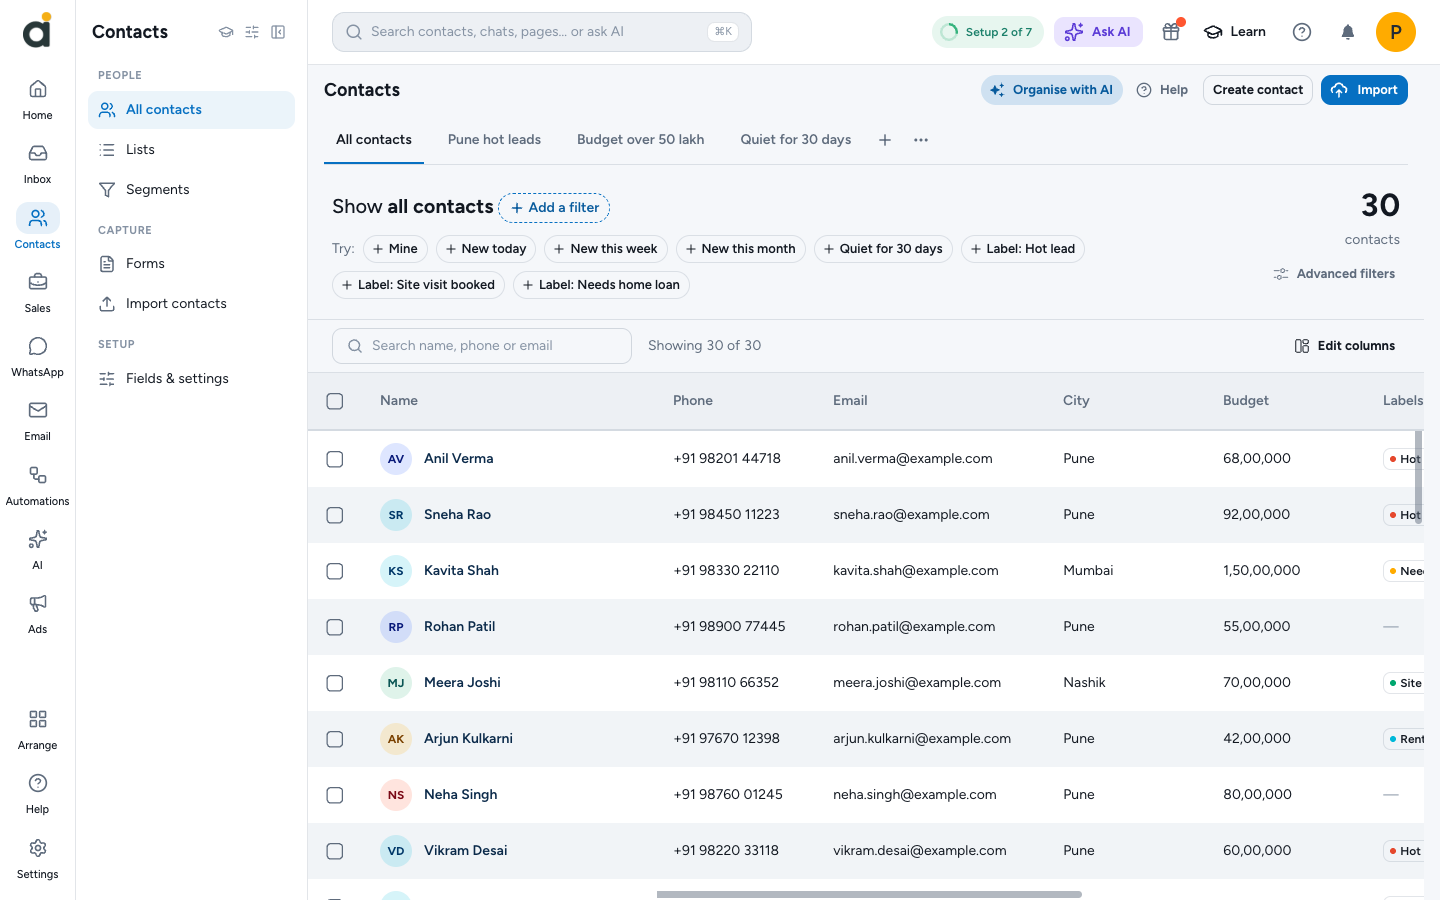 Contacts
Search contacts, chats, pages... or ask AI
⌘K
Setup 2 of 7
Ask AI
Learn
P
Home
Inbox
Contacts
Sales
WhatsApp
Email
Automations
AI
Ads
Arrange
Help
Settings
PEOPLE
All contacts
Lists
Segments
CAPTURE
Forms
Import contacts
SETUP
Fields & settings
Contacts
Organise with AI
Help
Create contact
Import
All contacts
Pune hot leads
Budget over 50 lakh
Quiet for 30 days
Show all contacts
Add a filter
30
contacts
Try:
Mine
New today
New this week
New this month
Quiet for 30 days
Label: Hot lead
Label: Site visit booked
Label: Needs home loan
Advanced filters
Search name, phone or email
Showing 30 of 30
Edit columns
Name Phone Email City Budget Labels
AV Anil Verma +91 98201 44718 anil.verma@example.com Pune 68,00,000 Hot
SR Sneha Rao +91 98450 11223 sneha.rao@example.com Pune 92,00,000 Hot
KS Kavita Shah +91 98330 22110 kavita.shah@example.com Mumbai 1,50,00,000
RP Rohan Patil +91 98900 77445 rohan.patil@example.com Pune 55,00,000 —
MJ Meera Joshi +91 98110 66352 meera.joshi@example.com Nashik 70,00,000 Site
AK Arjun Kulkarni +91 97670 12398 arjun.kulkarni@example.com Pune 42,00,000 Rent
NS Neha Singh +91 98760 01245 neha.singh@example.com Pune 80,00,000 —
VD Vikram Desai +91 98220 33118 vikram.desai@example.com Pune 60,00,000 Hot